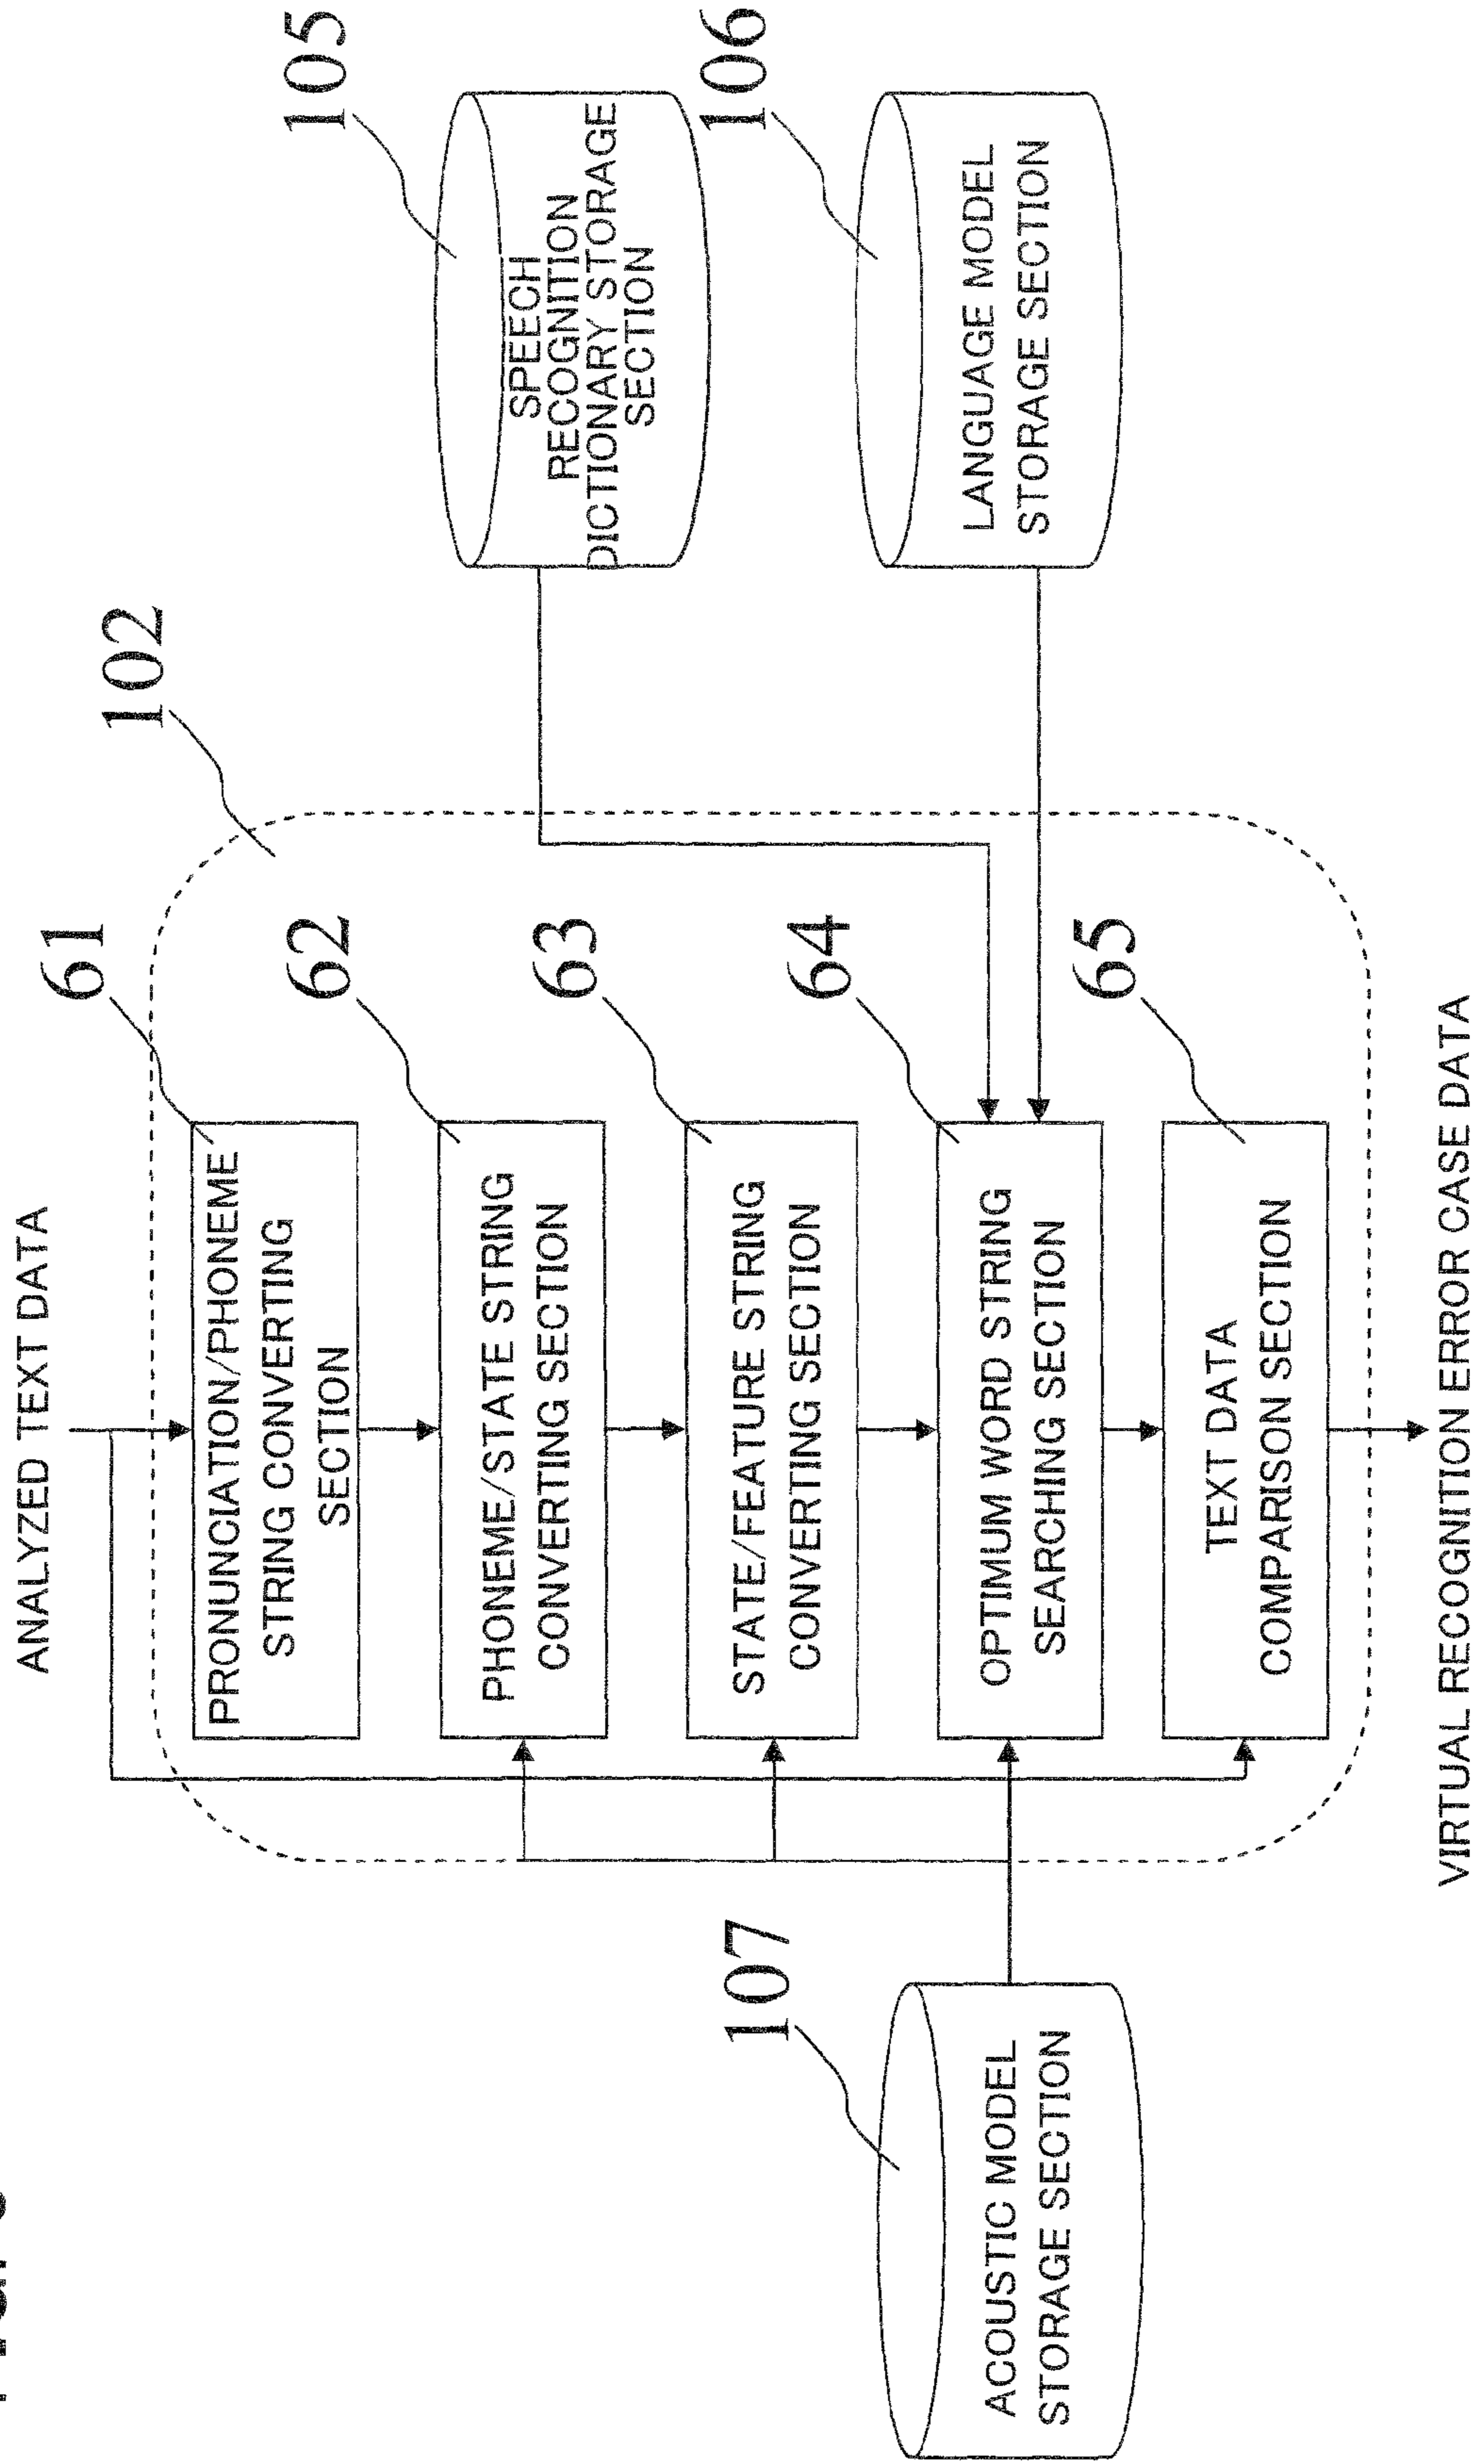 ANALYZED TEXT DATA
61
PRONUNCIATION/PHONEME
STRING CONVERTING
SECTION
62
PHONEME/STATE STRING
CONVERTING SECTION
63
STATE/FEATURE STRING
CONVERTING SECTION
64
OPTIMUM WORD STRING
SEARCHING SECTION
65
TEXT DATA
COMPARISON SECTION
VIRTUAL RECOGNITION ERROR CASE DATA
102
107
ACOUSTIC MODEL
STORAGE SECTION
105
SPEECH
RECOGNITION
DICTIONARY STORAGE
SECTION
106
LANGUAGE MODEL
STORAGE SECTION